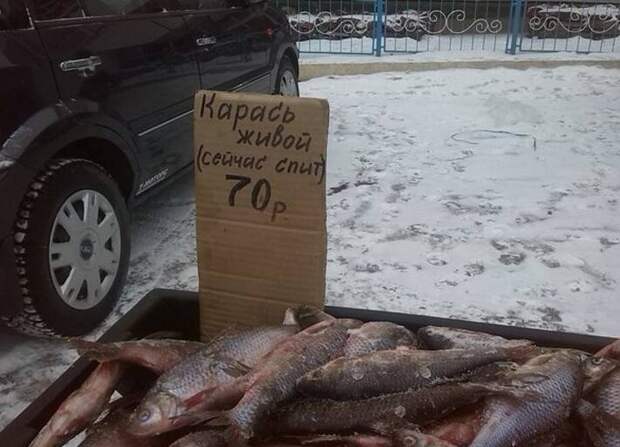 Карась
живой
(сейчас спит)
70р.